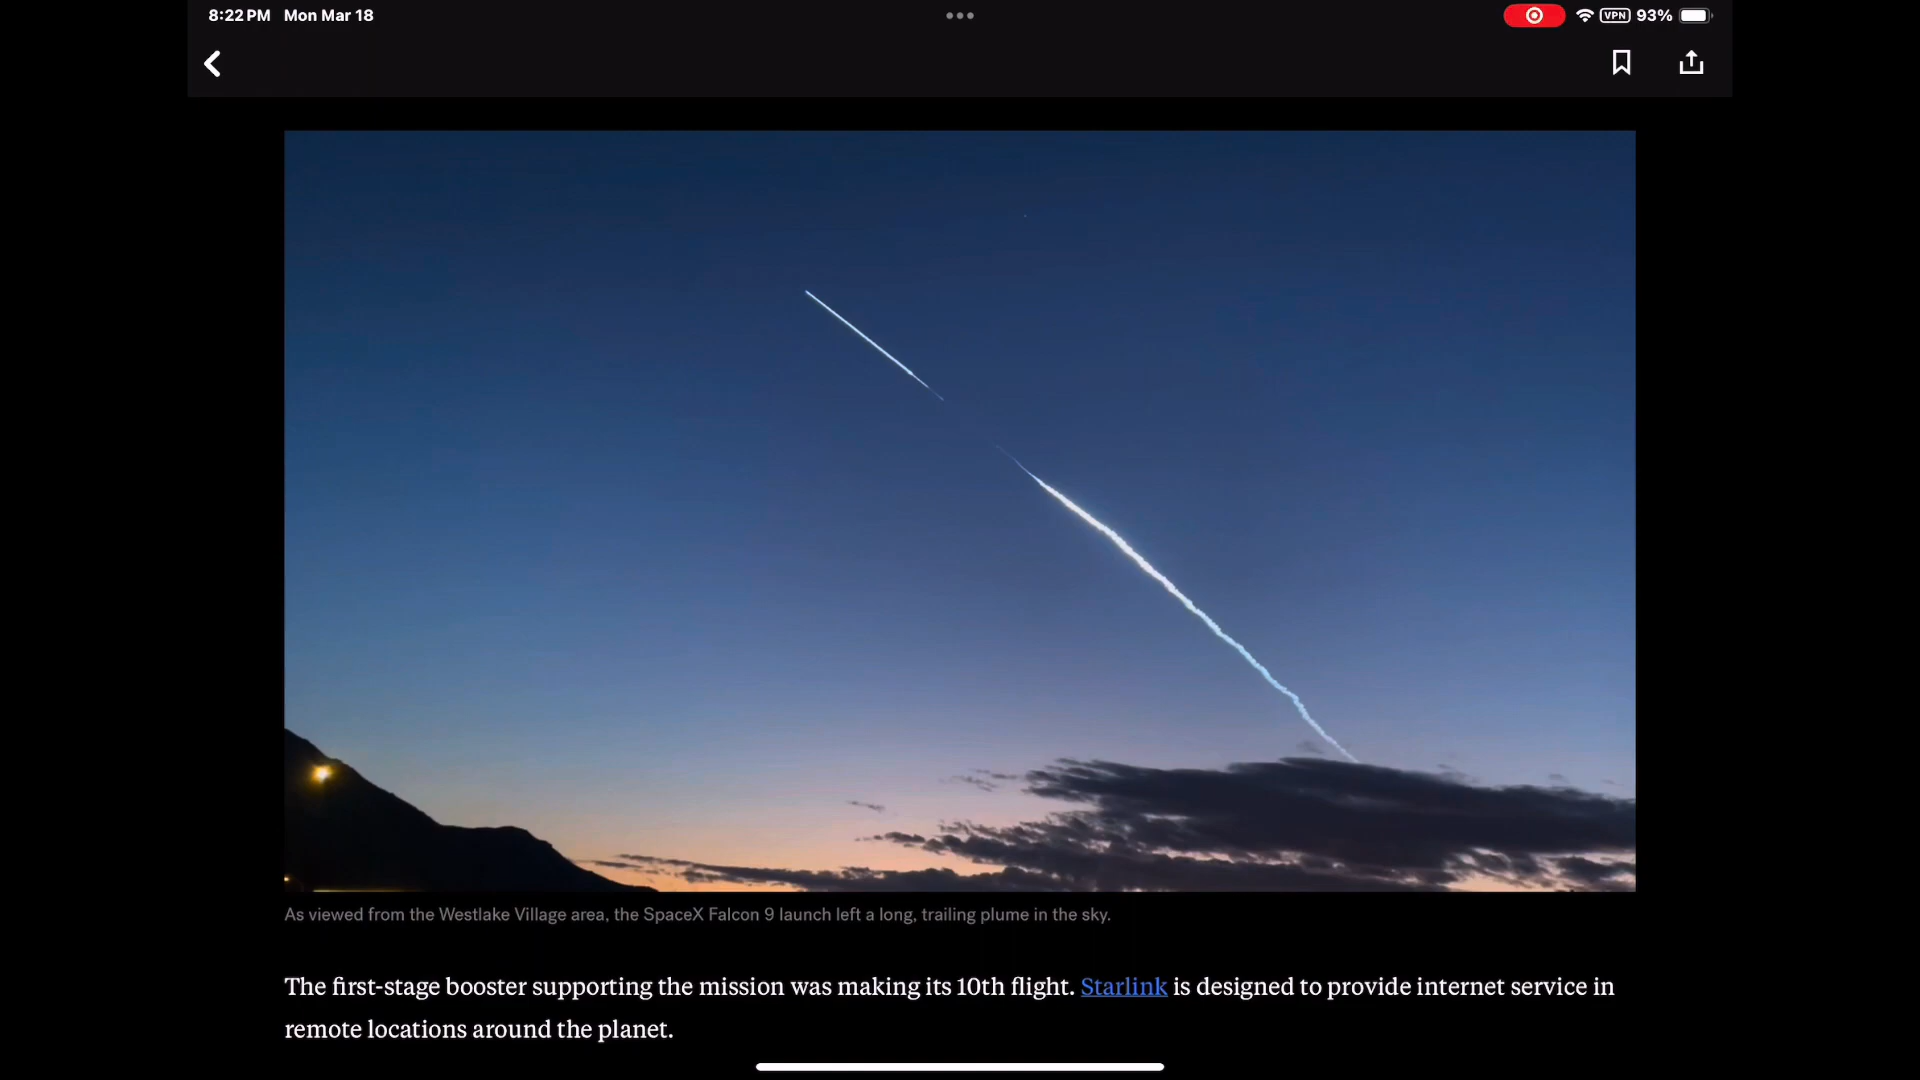 8:22 PM Mon Mar 18
VPN 93%
As viewed from the Westlake Village area, the SpaceX Falcon 9 launch left a long, trailing plume in the sky.
The first-stage booster supporting the mission was making its 10th flight. Starlink is designed to provide internet service in
remote locations around the planet.